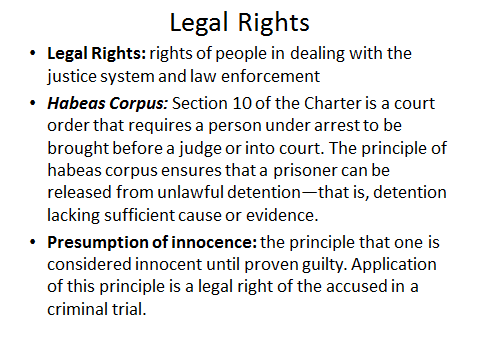 Legal Rights
• Legal Rights: rights of people in dealing with the
justice system and law enforcement
• Habeas Corpus: Section 10 of the Charter is a court
order that requires a person under arrest to be
brought before a judge or into court. The principle of
habeas corpus ensures that a prisoner can be
released from unlawful detention—that is, detention
lacking sufficient cause or evidence.
• Presumption of innocence: the principle that one is
considered innocent until proven guilty. Application
of this principle is a legal right of the accused in a
criminal trial.